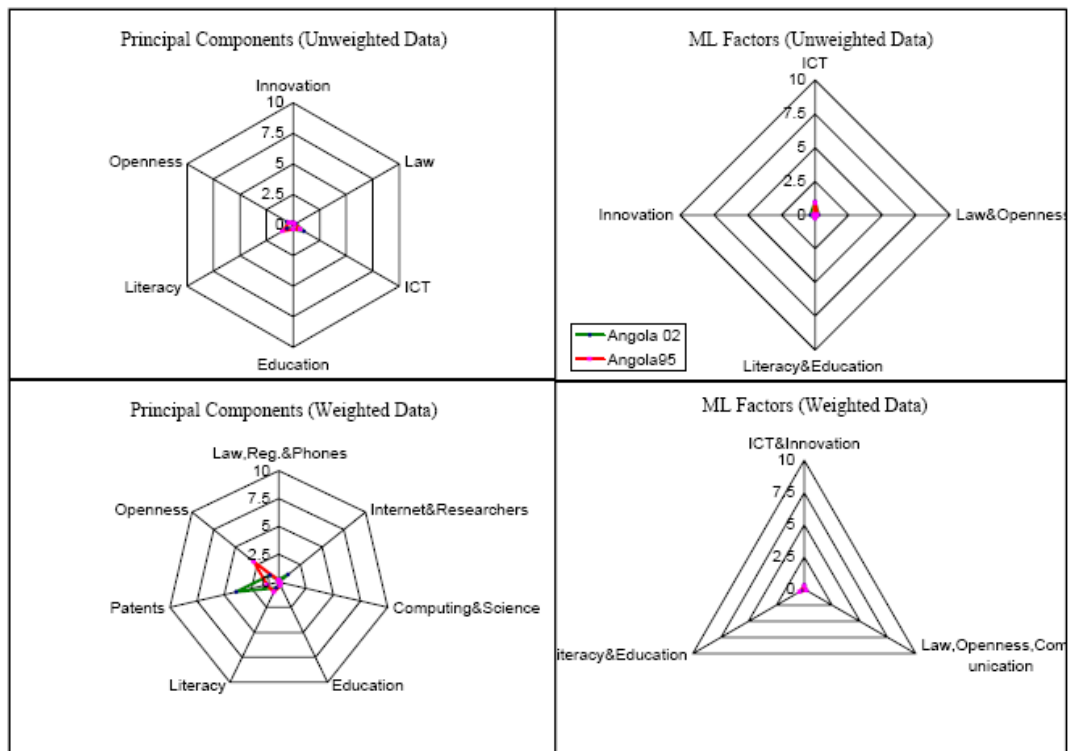 Principal Components (Unweighted Data)
Innovation
10
7.5
5
2.5
0
Openness
Law
Literacy
ICT
Education
ML Factors (Unweighted Data)
ICT
10
7.5
5
2.5
0
Innovation
Law&Openness
Literacy&Education
Angola 02
Angola95
Principal Components (Weighted Data)
Law,Reg.&Phones
10
7.5
5
2.5
Openness
Internet&Researchers
Patents
Computing&Science
Literacy
Education
ML Factors (Weighted Data)
ICT&Innovation
10
7.5
5
2.5
0
iteracy&Education
Law,Openness,Com
unication